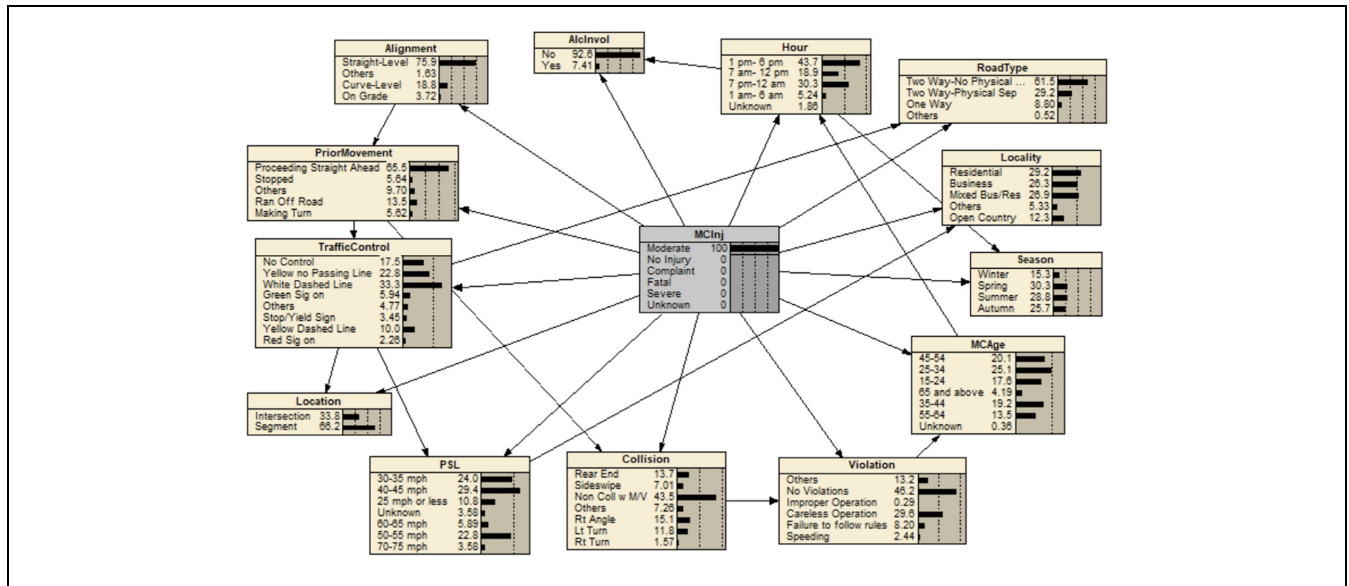 Alignment
Straight-Level 75.9
Others 1.63
Curve-Level 18.8
On Grade 3.72
AlcInvol
No 92.6
Yes 7.41
Hour
1 pm- 6 pm 43.7
7 am- 12 pm 18.9
7 pm-12 am 30.3
1 am- 6 am 5.24
Unknown 1.86
RoadType
Two Way-No Physical ... 61.5
Two Way-Physical Sep 29.2
One Way 8.80
Others 0.52
PriorMovement
Proceeding Straight Ahead 65.5
Stopped 5.64
Others 9.70
Ran Off Road 13.5
Making Turn 5.62
Locality
Residential 29.2
Business 26.3
Mixed Bus/Res 26.9
Others 5.33
Open Country 12.3
MCInj
Moderate 100
No Injury 0
Complaint 0
Fatal 0
Severe 0
Unknown 0
TrafficControl
No Control 17.5
Yellow no Passing Line 22.8
White Dashed Line 33.3
Green Sig on 5.94
Others 4.77
Stop/Yield Sign 3.45
Yellow Dashed Line 10.0
Red Sig on 2.26
Season
Winter 15.3
Spring 30.3
Summer 28.8
Autumn 25.7
MCAge
45-54 20.1
25-34 25.1
15-24 17.6
65 and above 4.19
35-44 19.2
55-64 13.5
Unknown 0.36
Location
Intersection 33.8
Segment 66.2
PSL
30-35 mph 24.0
40-45 mph 29.4
25 mph or less 10.8
Unknown 3.58
60-65 mph 5.89
50-55 mph 22.8
70-75 mph 3.58
Collision
Rear End 13.7
Sideswipe 7.01
Non Coll w M/V 43.5
Others 7.26
Rt Angle 15.1
Lt Turn 11.8
Rt Turn 1.57
Violation
Others 13.2
No Violations 46.2
Improper Operation 0.29
Careless Operation 29.6
Failure to follow rules 8.20
Speeding 2.44